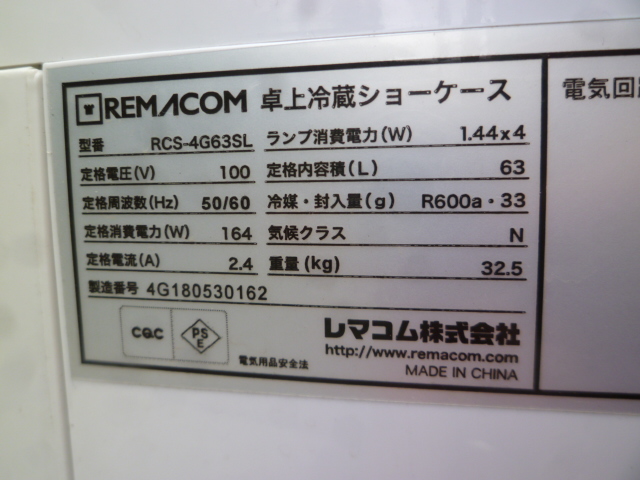 REMACOM 卓上冷蔵ショーケース
型番 RCS-4G63SL ランプ消費電力(W) 1.44x4
定格電圧(V) 100 定格内容積(L) 63
定格周波数(Hz) 50/60 冷媒・封入量(g) R600a・33
定格消費電力(W) 164 気候クラス N
定格電流(A) 2.4 重量(kg) 32.5
製造番号 4G180530162
CQC PS E 電気用品安全法
レマコム株式会社
http://www.remacom.com
MADE IN CHINA
電気回